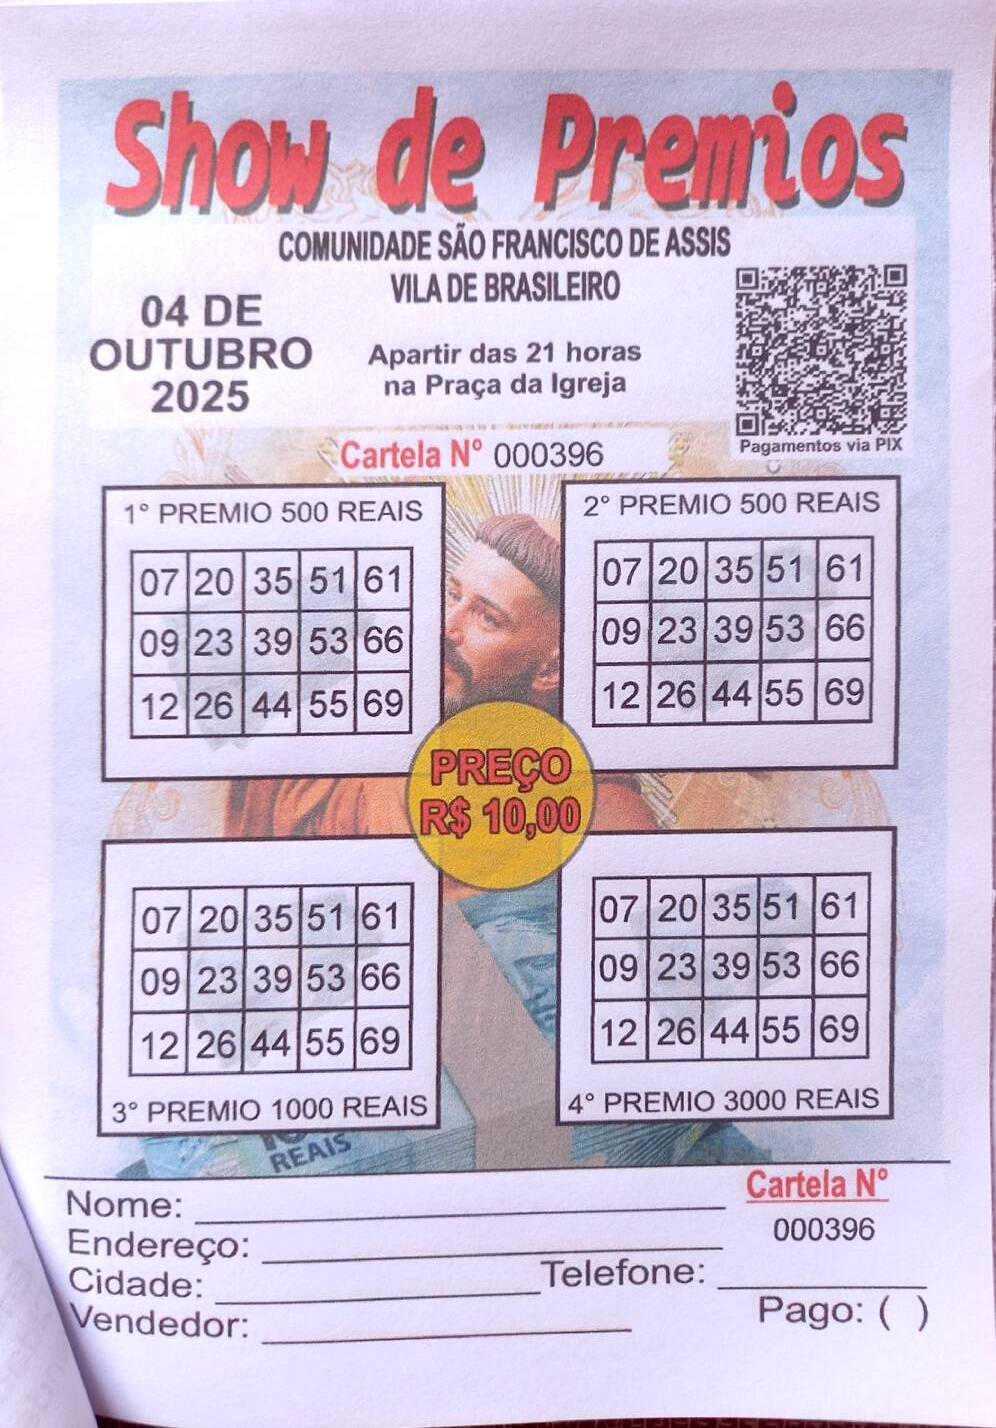 Show de Premios
COMUNIDADE SÃO FRANCISCO DE ASSIS
VILA DE BRASILEIRO
04 DE
OUTUBRO
2025
Apartir das 21 horas
na Praça da Igreja
Pagamentos via PIX
Cartela Nº 000396
1° PREMIO 500 REAIS
07 20 35 51 61
09 23 39 53 66
12 26 44 55 69
2° PREMIO 500 REAIS
07 20 35 51 61
09 23 39 53 66
12 26 44 55 69
PREÇO
R$ 10,00
07 20 35 51 61
09 23 39 53 66
12 26 44 55 69
3° PREMIO 1000 REAIS
07 20 35 51 61
09 23 39 53 66
12 26 44 55 69
4° PREMIO 3000 REAIS
REAIS
Nome:
Endereço:
Cidade:
Telefone:
Vendedor:
Cartela Nº
000396
Pago: ( )